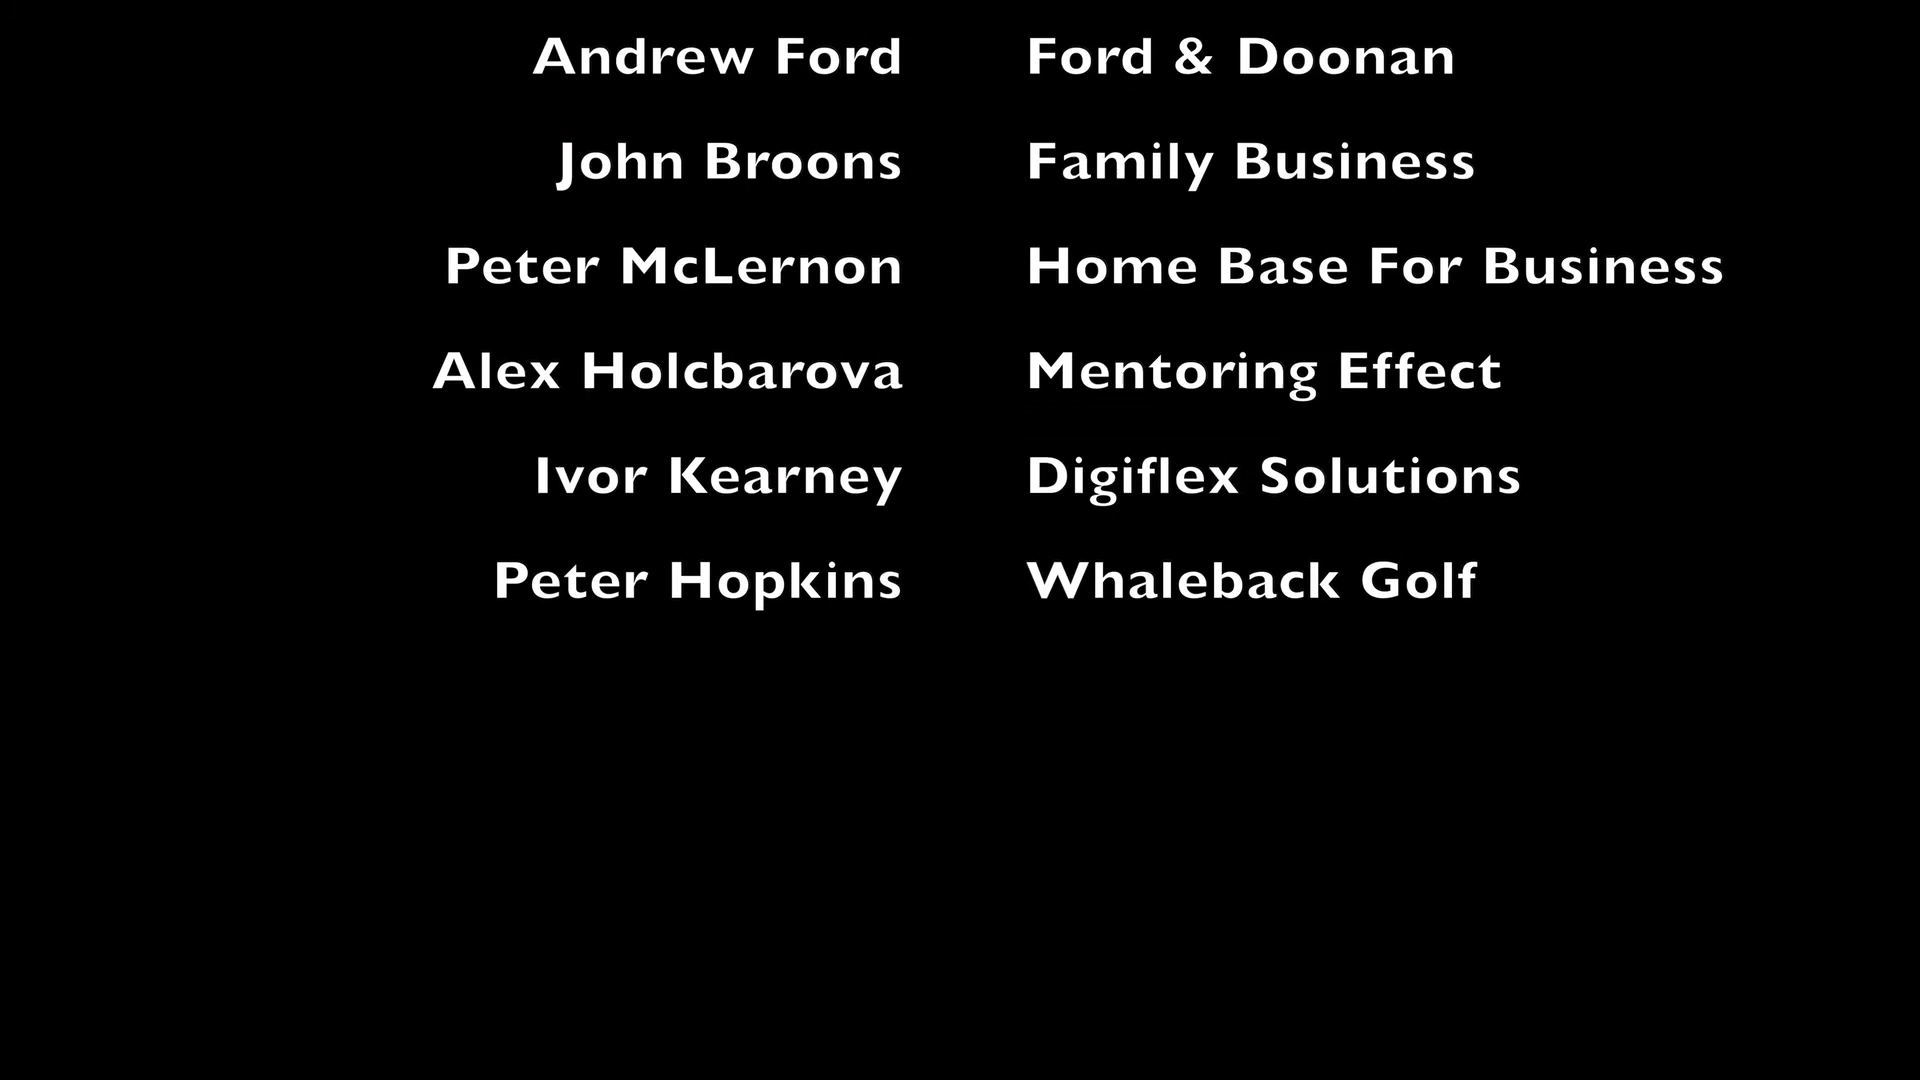 Andrew Ford Ford & Doonan
John Broons Family Business
Peter McLernon Home Base For Business
Alex Holcbarova Mentoring Effect
Ivor Kearney Digiflex Solutions
Peter Hopkins Whaleback Golf